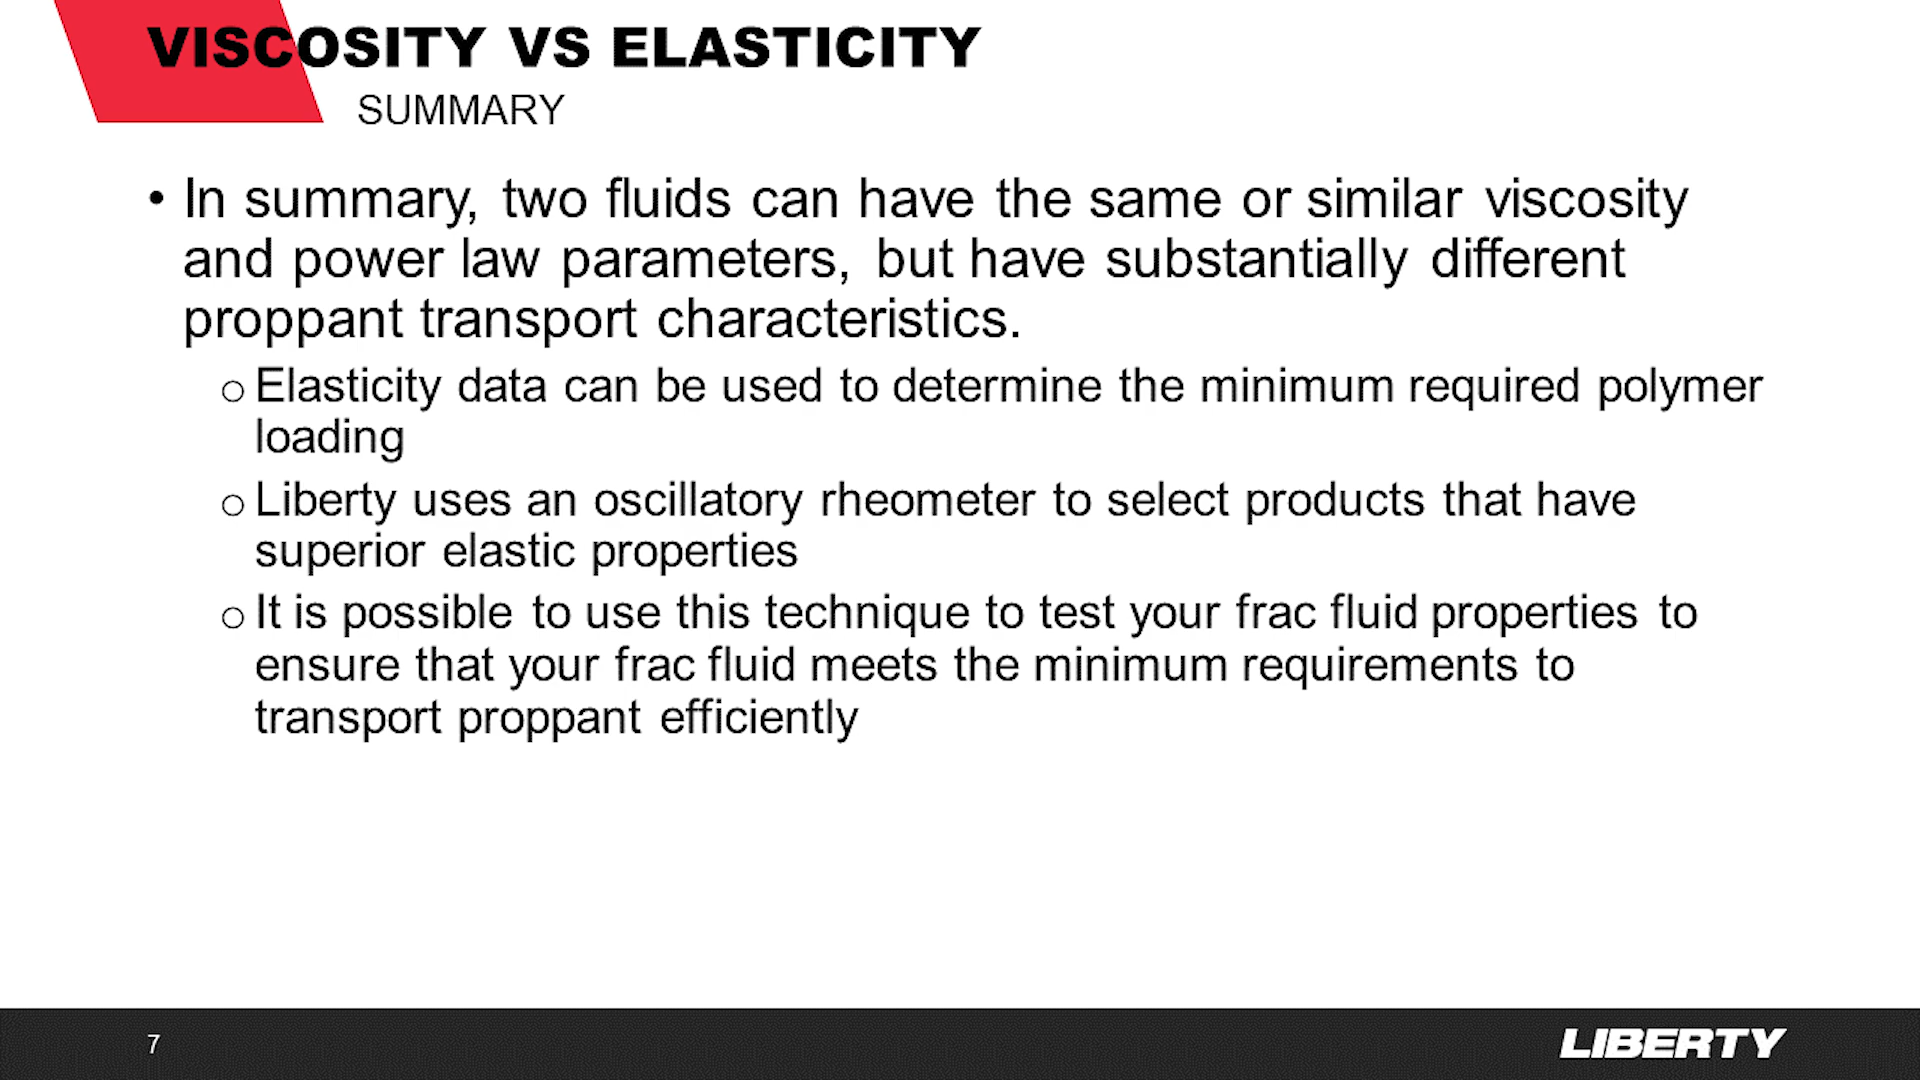 VISCOSITY VS ELASTICITY
SUMMARY
• In summary, two fluids can have the same or similar viscosity
and power law parameters, but have substantially different
proppant transport characteristics.
o Elasticity data can be used to determine the minimum required polymer
loading
o Liberty uses an oscillatory rheometer to select products that have
superior elastic properties
o It is possible to use this technique to test your frac fluid properties to
ensure that your frac fluid meets the minimum requirements to
transport proppant efficiently
7
LIBERTY